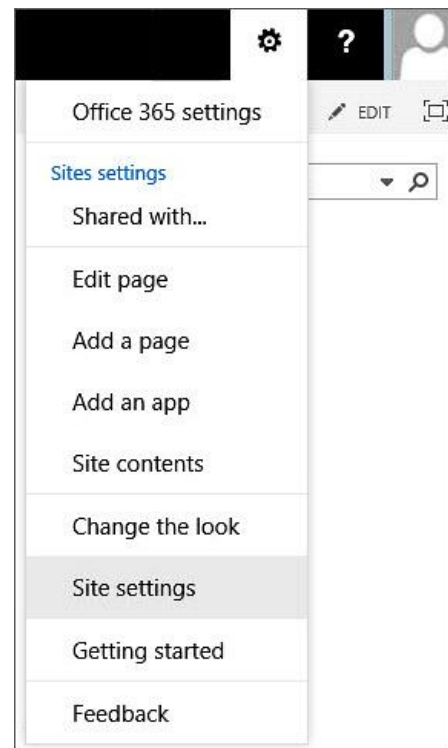 ?
Office 365 settings
EDIT
Sites settings
Shared with...
Edit page
Add a page
Add an app
Site contents
Change the look
Site settings
Getting started
Feedback